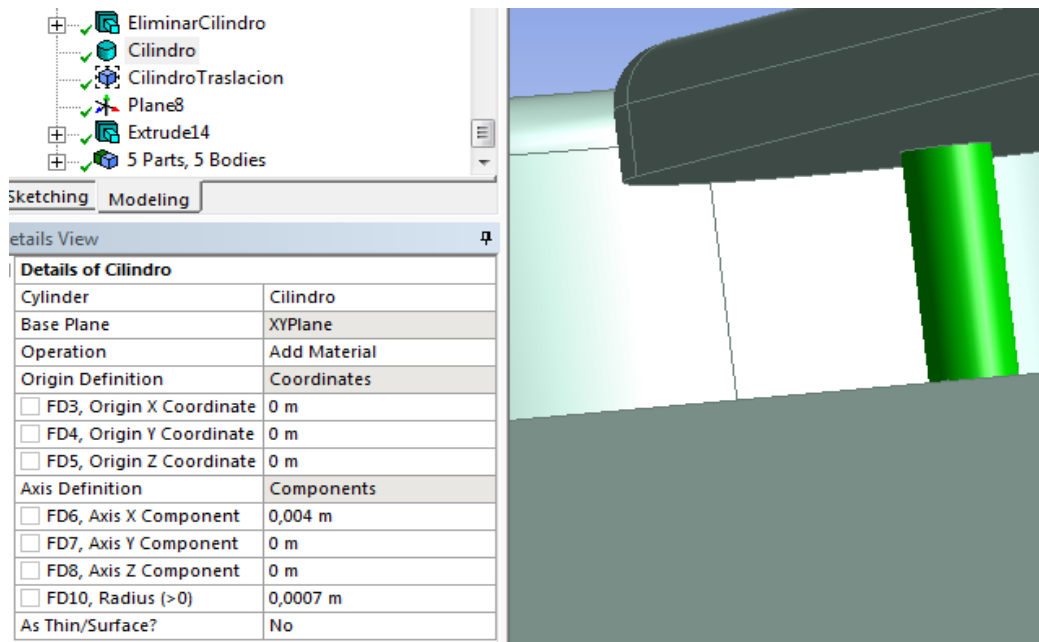 EliminarCilindro
Cilindro
CilindroTraslacion
Plane8
Extrude14
5 Parts, 5 Bodies
Sketching Modeling
etails View
Details of Cilindro
Cylinder Cilindro
Base Plane XYPlane
Operation Add Material
Origin Definition Coordinates
FD3, Origin X Coordinate 0 m
FD4, Origin Y Coordinate 0 m
FD5, Origin Z Coordinate 0 m
Axis Definition Components
FD6, Axis X Component 0,004 m
FD7, Axis Y Component 0 m
FD8, Axis Z Component 0 m
FD10, Radius (>0) 0,0007 m
As Thin/Surface? No